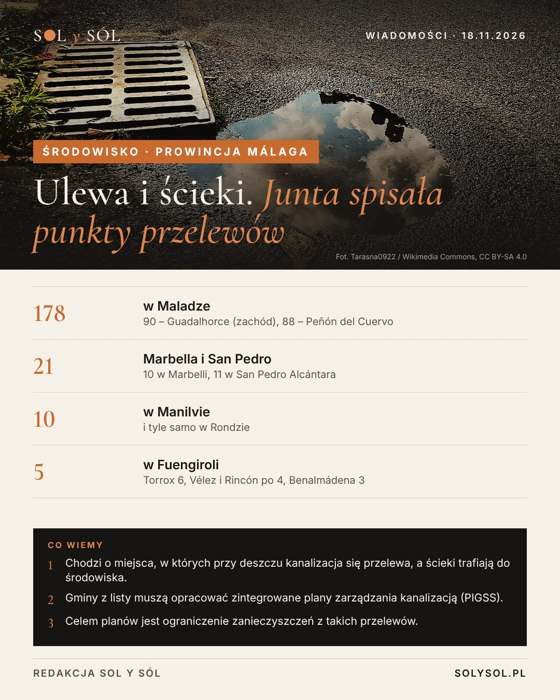 SOL y SÓL
WIADOMOŚCI · 18.11.2026
ŚRODOWISKO · PROWINCJA MÁLAGA
Ulewa i ścieki. Junta spisała
punkty przelewów
Fot. Tarasna0922 / Wikimedia Commons, CC BY-SA 4.0
178
w Maladze
90 – Guadalhorce (zachód), 88 – Peñón del Cuervo
21
Marbella i San Pedro
10 w Marbelli, 11 w San Pedro Alcántara
10
w Manilvie
i tyle samo w Rondzie
5
w Fuengiroli
Torrox 6, Vélez i Rincón po 4, Benalmádena 3
CO WIEMY
1 Chodzi o miejsca, w których przy deszczu kanalizacja się przelewa, a ścieki trafiają do
środowiska.
2 Gminy z listy muszą opracować zintegrowane plany zarządzania kanalizacją (PIGSS).
3 Celem planów jest ograniczenie zanieczyszczeń z takich przelewów.
REDAKCJA SOL Y SÓL
SOLYSOL.PL